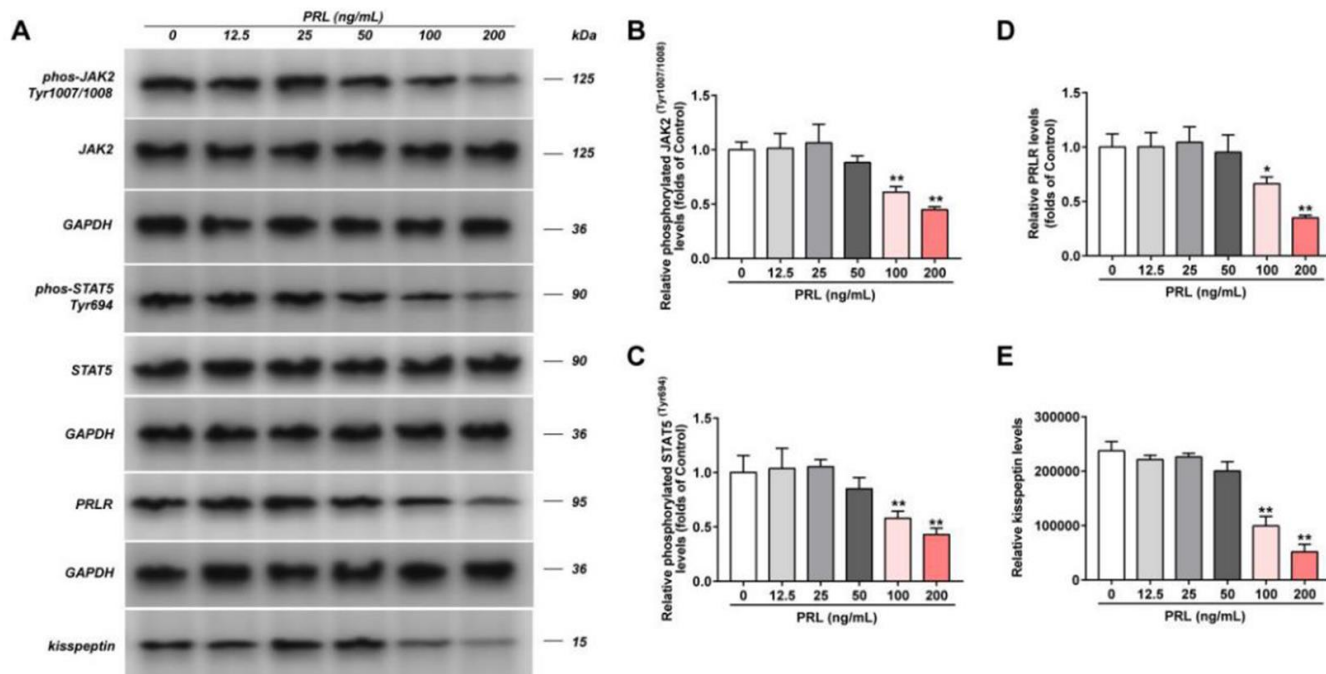 A
PRL (ng/mL)
0 12.5 25 50 100 200 kDa
phos-JAK2
Tyr1007/1008
125
JAK2
125
GAPDH
36
phos-STAT5
Tyr694
90
STAT5
90
GAPDH
36
PRLR
95
GAPDH
36
kisspeptin
15
B
Relative phosphorylated JAK2 (Tyr1007/1008)
levels (folds of Control)
1.5
1.0
0.5
0.0
** **
0 12.5 25 50 100 200
PRL (ng/mL)
C
Relative phosphorylated STAT5 (Tyr694)
levels (folds of Control)
1.5
1.0
0.5
0.0
** **
0 12.5 25 50 100 200
PRL (ng/mL)
D
Relative PRLR levels
(folds of Control)
1.5
1.0
0.5
0.0
* **
0 12.5 25 50 100 200
PRL (ng/mL)
E
Relative kisspeptin levels
300000
200000
100000
0
** **
0 12.5 25 50 100 200
PRL (ng/mL)